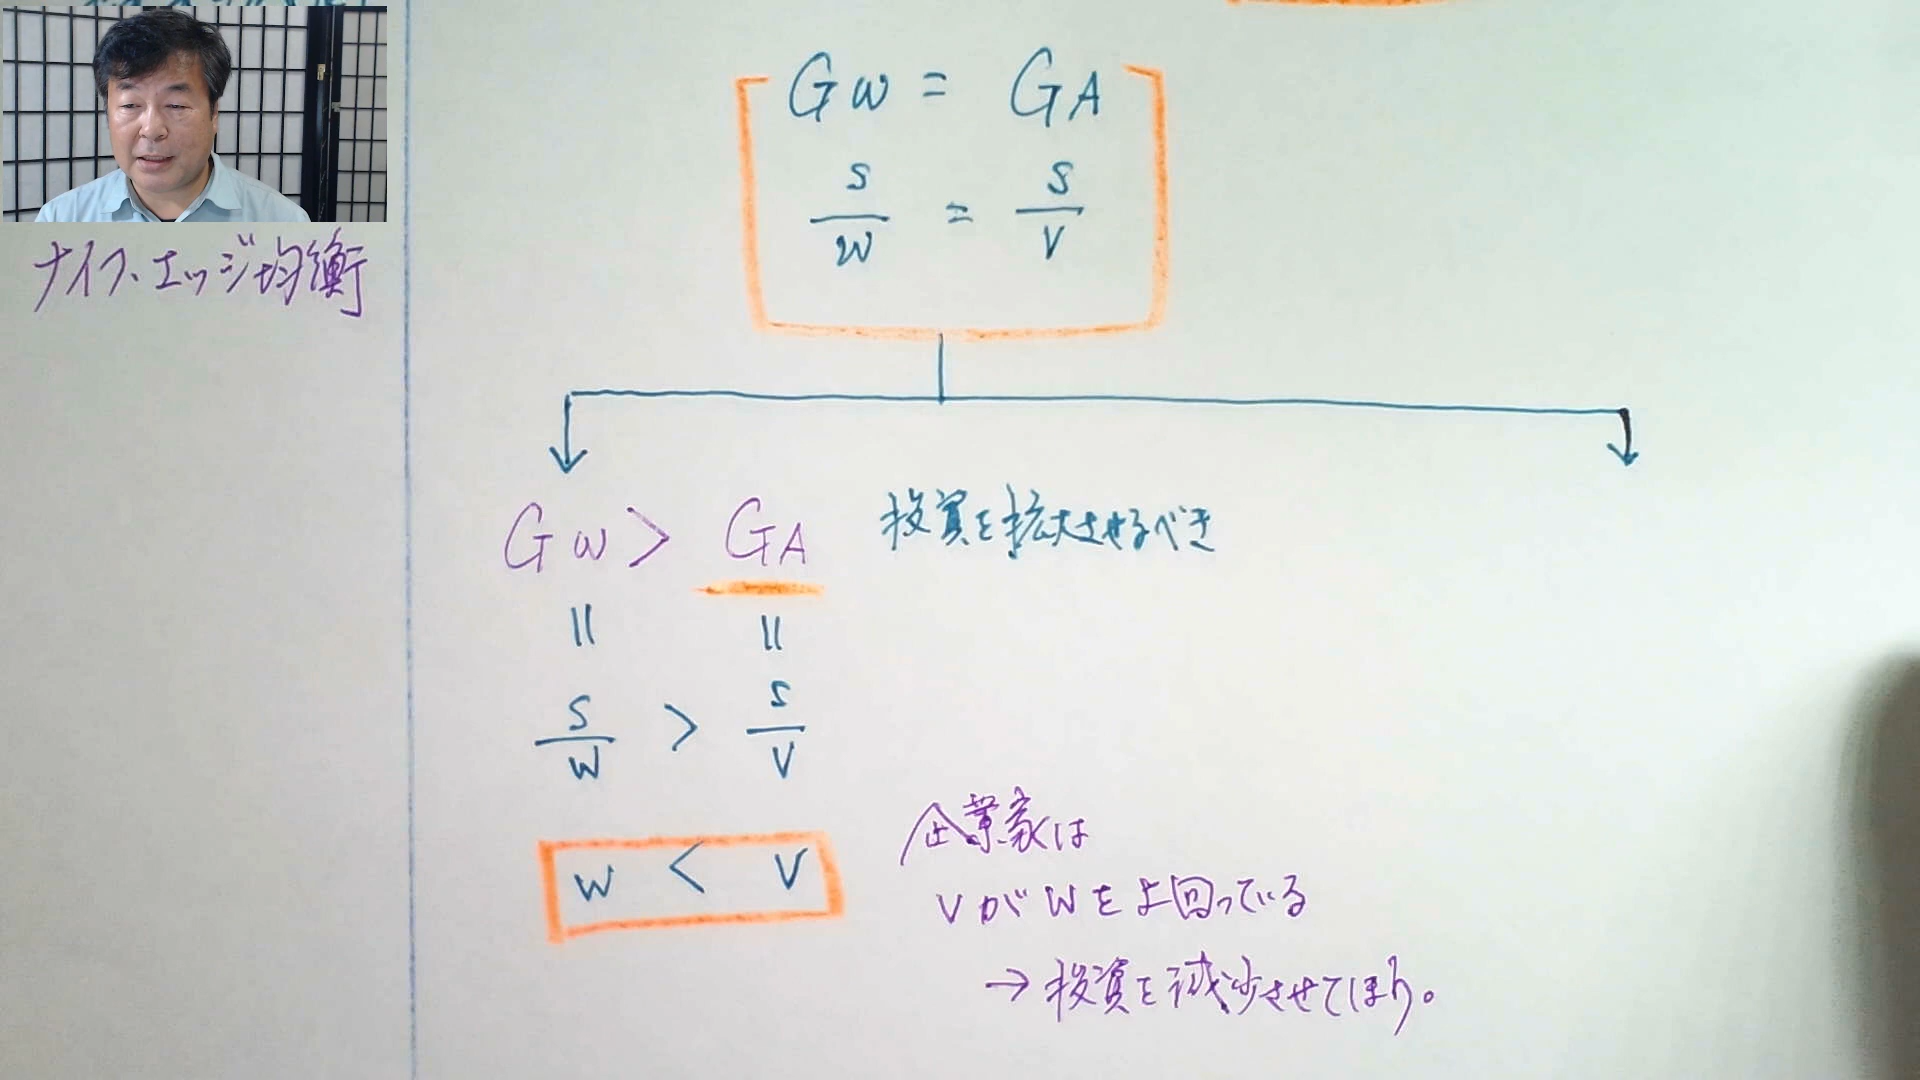 ナイフ、エッジ均衡
Gw = GA
s/w = s/v
Gw > GA 投資を拡大させるべき
|| ||
s/w > s/v
w < v
企業家は
vがwを上回っている
→投資を減少させてしまう。